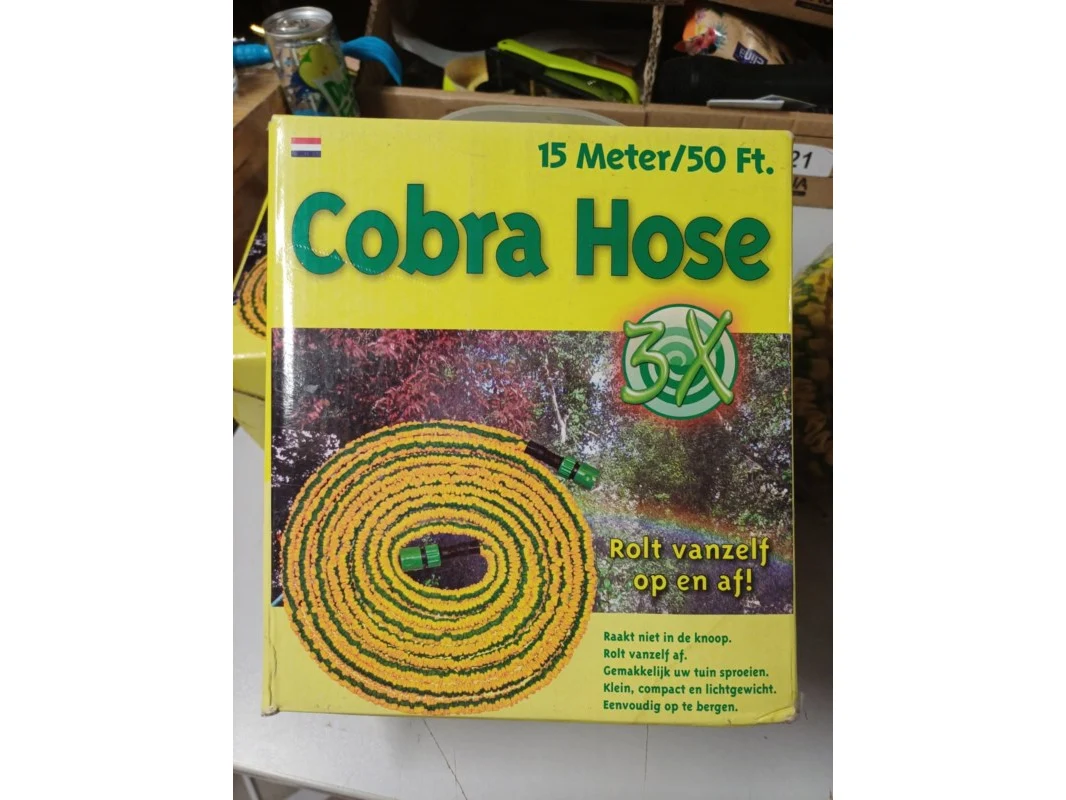 15 Meter/50 Ft.
21
Cobra Hose
3X
Rolt vanzelf
op en af!
Raakt niet in de knoop.
Rolt vanzelf af.
Gemakkelijk uw tuin sproeien.
Klein, compact en lichtgewicht.
Eenvoudig op te bergen.